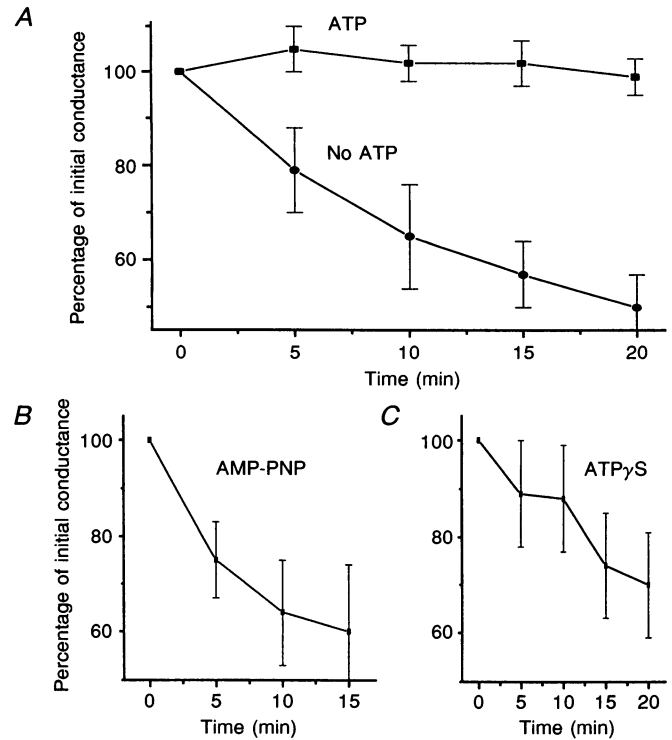 A
ATP
No ATP
Percentage of initial conductance
100
80
60
0 5 10 15 20
Time (min)
B
AMP-PNP
Percentage of initial conductance
100
80
60
0 5 10 15
Time (min)
C
ATPγS
100
80
60
0 5 10 15 20
Time (min)